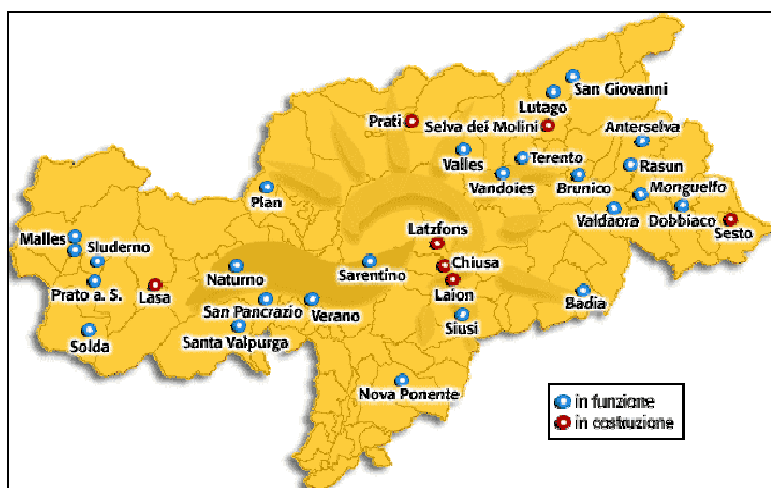 San Giovanni
Lutago
Prati
Selva dei Molini
Anterselva
Valles
Terento
Rasun
Vandoies
Brunico
Monguelfo
Plan
Valdaora
Dobbiaco
Sesto
Malles
Latzfons
Sluderno
Sarentino
Chiusa
Naturno
Prato a. S.
Lasa
Laion
San Pancrazio
Verano
Badia
Siusi
Solda
Santa Valpurga
Nova Ponente
in funzione
in costruzione